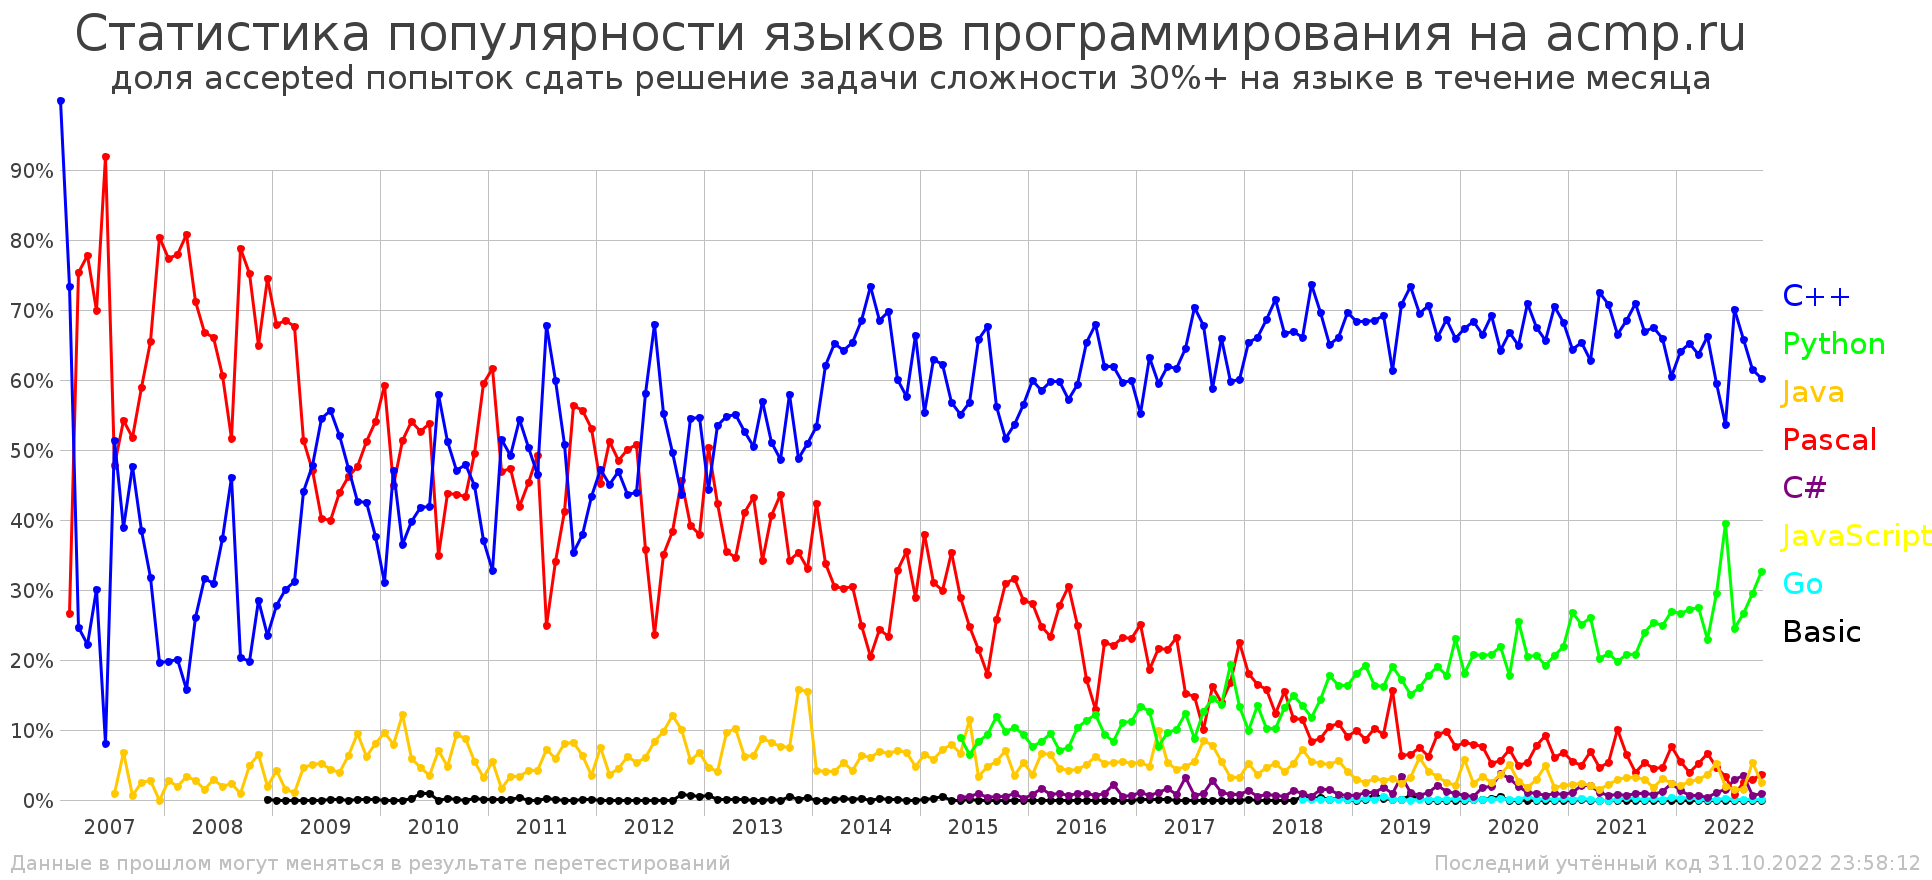 Статистика популярности языков программирования на acmp.ru
доля accepted попыток сдать решение задачи сложности 30%+ на языке в течение месяца
90%
80%
70%
60%
50%
40%
30%
20%
10%
0%
C++
Python
Java
Pascal
C#
JavaScript
Go
Basic
2007 2008 2009 2010 2011 2012 2013 2014 2015 2016 2017 2018 2019 2020 2021 2022
Данные в прошлом могут меняться в результате перетестирований
Последний учтённый код 31.10.2022 23:58:12